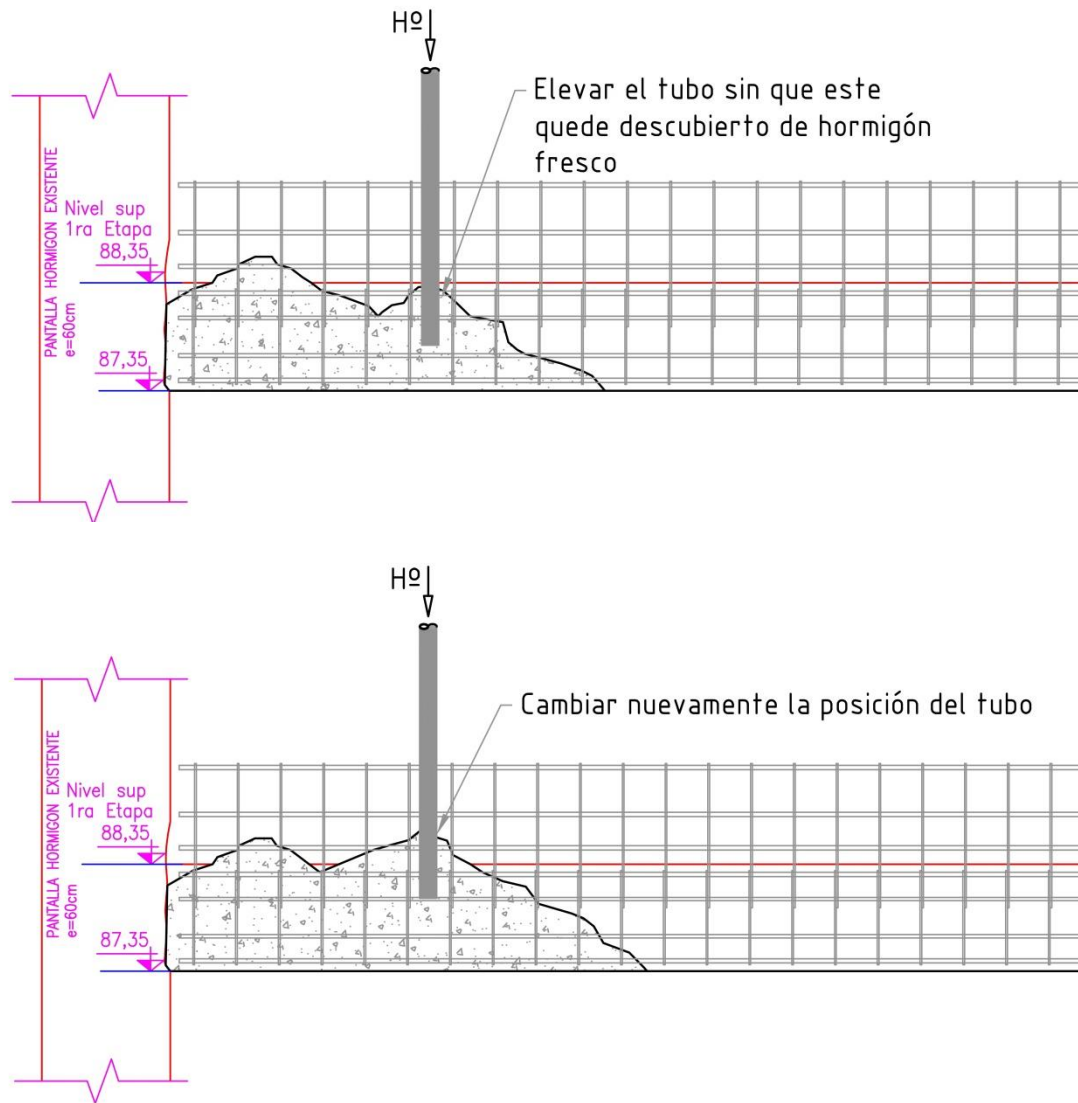 Hº
Elevar el tubo sin que este
quede descubierto de hormigón
fresco
PANTALLA HORMIGON EXISTENTE
e=60cm
Nivel sup
1ra Etapa
88,35
87,35
Hº
Cambiar nuevamente la posición del tubo
PANTALLA HORMIGON EXISTENTE
e=60cm
Nivel sup
1ra Etapa
88,35
87,35